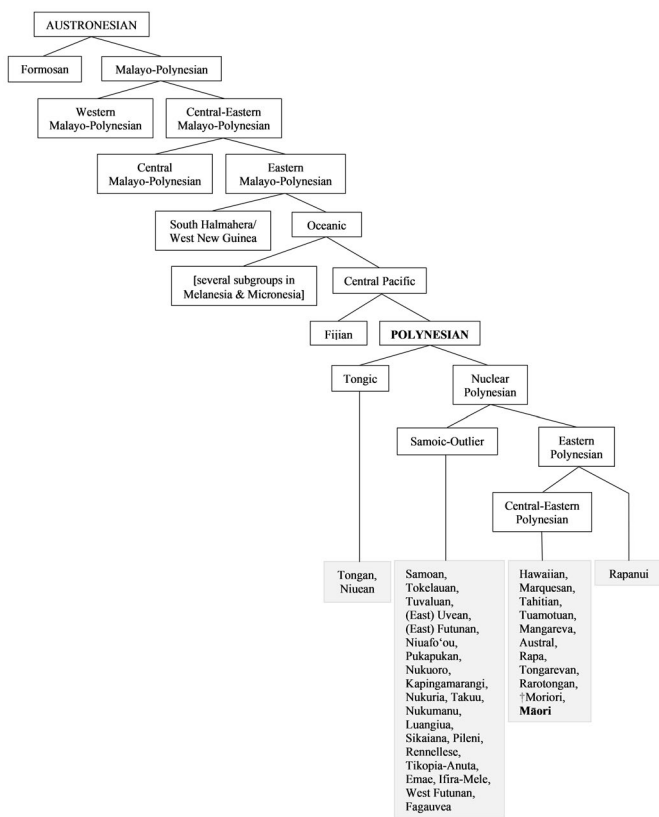 AUSTRONESIAN
Formosan
Malayo-Polynesian
Western
Malayo-Polynesian
Central-Eastern
Malayo-Polynesian
Central
Malayo-Polynesian
Eastern
Malayo-Polynesian
South Halmahera/
West New Guinea
Oceanic
[several subgroups in
Melanesia & Micronesia]
Central Pacific
Fijian
POLYNESIAN
Tongic
Nuclear
Polynesian
Samoic-Outlier
Eastern
Polynesian
Central-Eastern
Polynesian
Tongan,
Niuean
Samoan,
Tokelauan,
Tuvaluan,
(East) Uvean,
(East) Futunan,
Niuafo‘ou,
Pukapukan,
Nukuoro,
Kapingamarangi,
Nukuria, Takuu,
Nukumanu,
Luangiua,
Sikaiana, Pileni,
Rennellese,
Tikopia-Anuta,
Emae, Ifira-Mele,
West Futunan,
Fagauvea
Hawaiian,
Marquesan,
Tahitian,
Tuamotuan,
Mangareva,
Austral,
Rapa,
Tongarevan,
Rarotongan,
†Moriori,
Māori
Rapanui